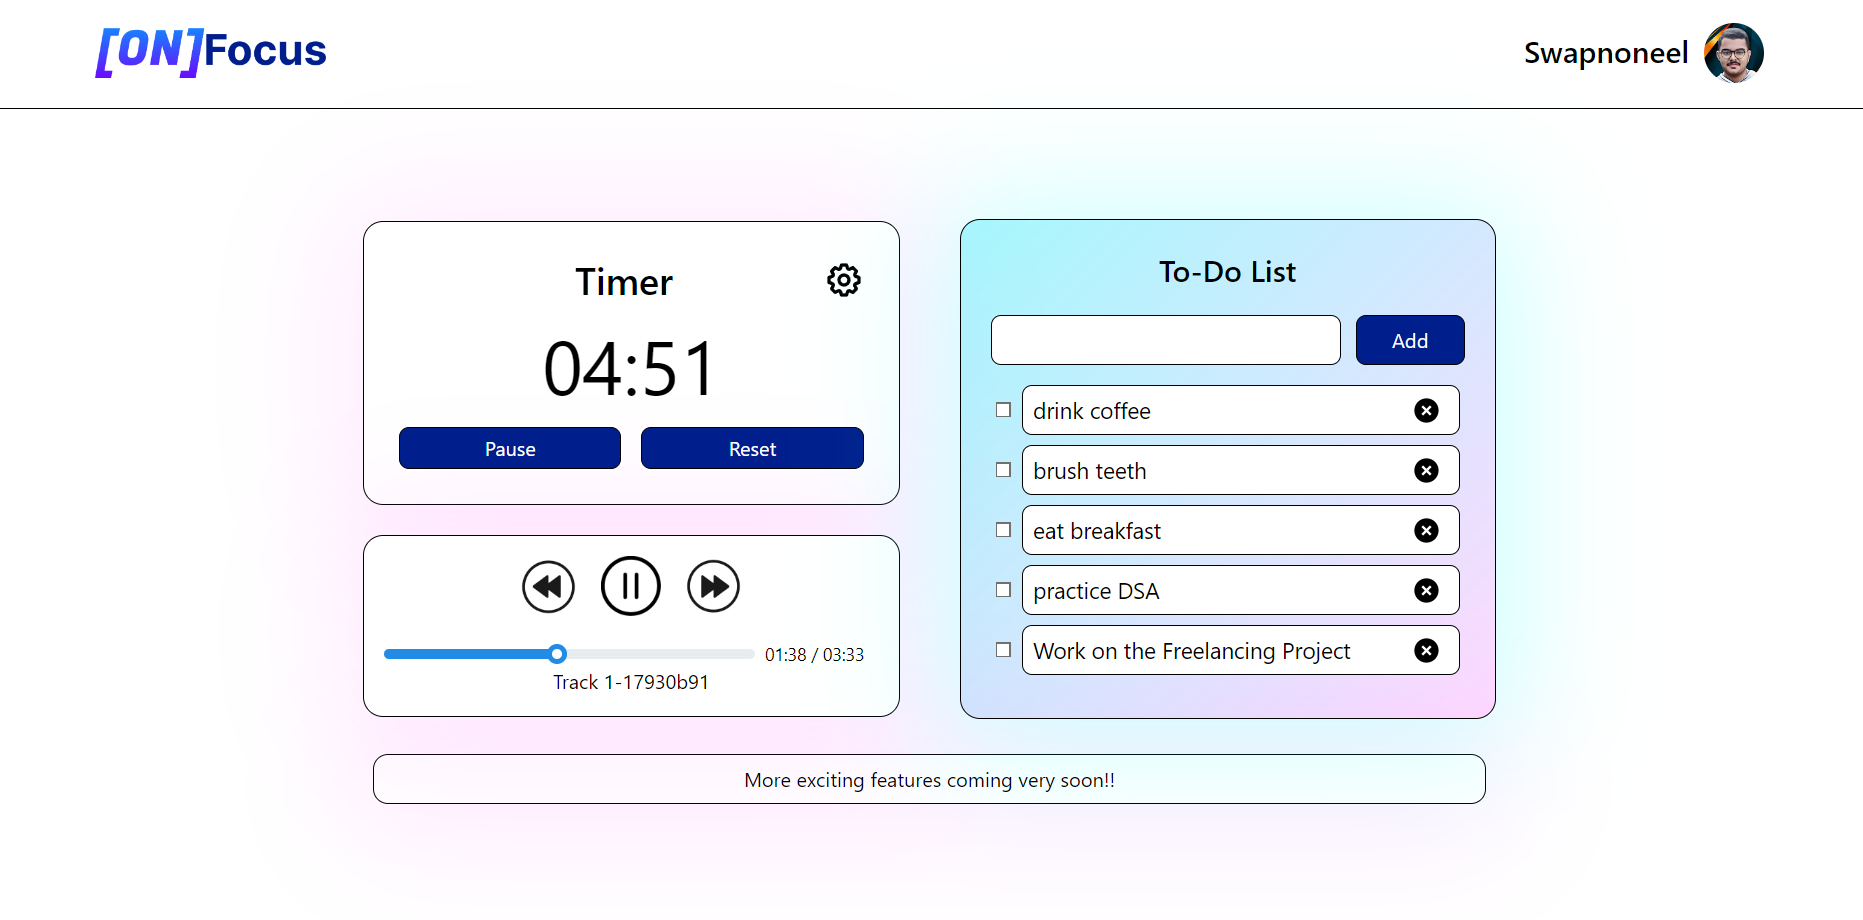 [ON]Focus
Swapnoneel
Timer
04:51
Pause
Reset
01:38 / 03:33
Track 1-17930b91
To-Do List
Add
drink coffee
brush teeth
eat breakfast
practice DSA
Work on the Freelancing Project
More exciting features coming very soon!!